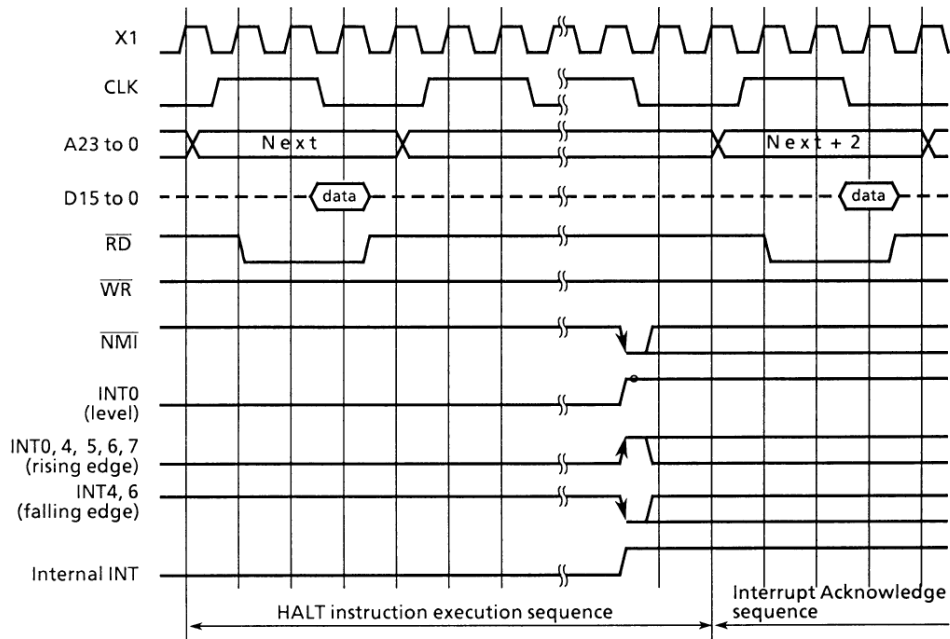 X1
CLK
A23 to 0
Next
Next + 2
D15 to 0
data
data
RD
WR
NMI
INT0
(level)
INT0, 4, 5, 6, 7
(rising edge)
INT4, 6
(falling edge)
Internal INT
HALT instruction execution sequence
Interrupt Acknowledge
sequence